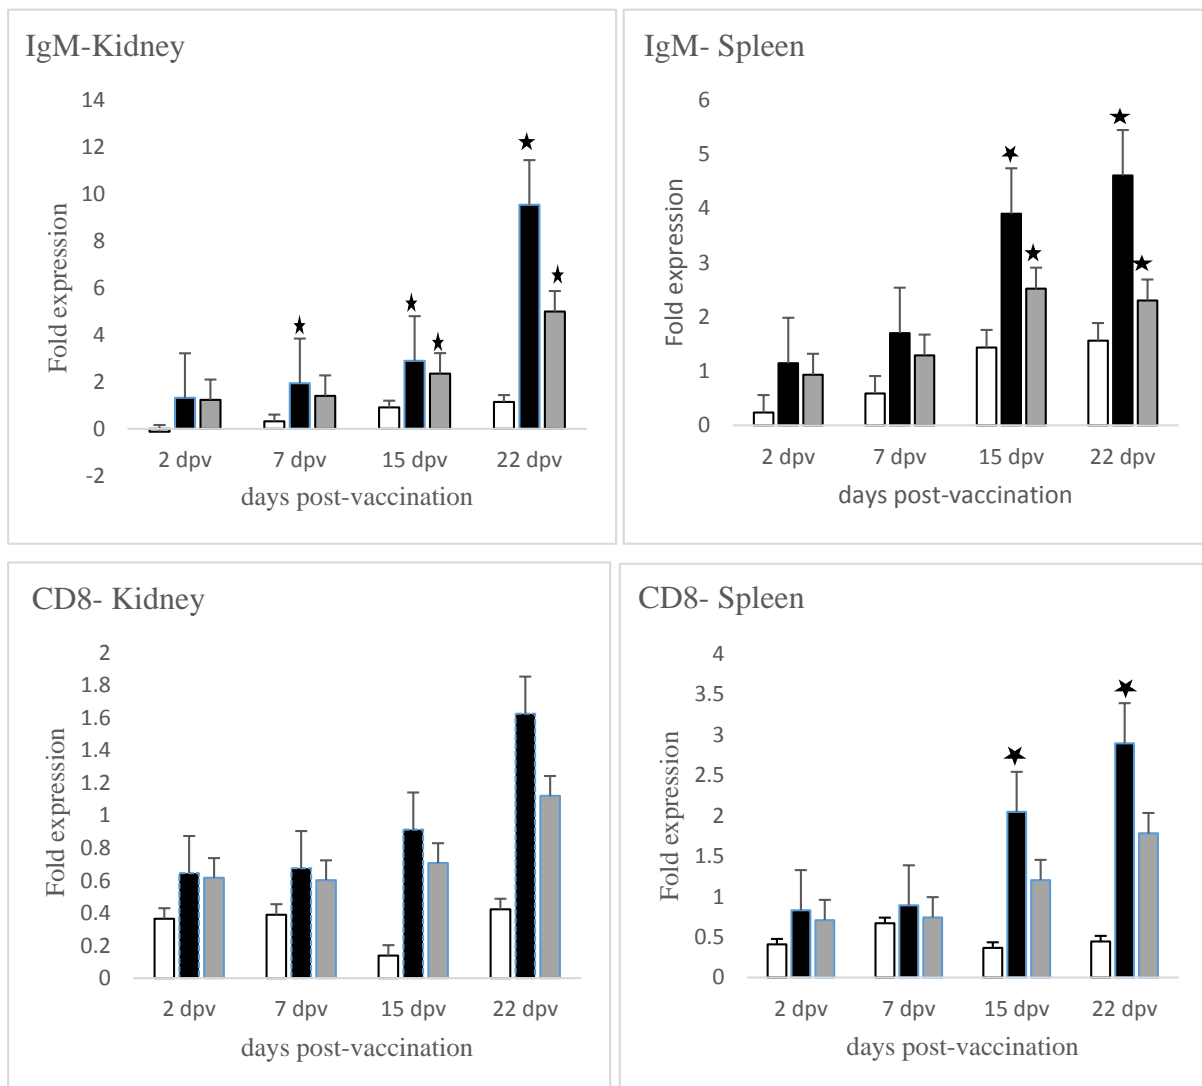 IgM-Kidney
14
12
10
8
6
4
2
0
-2
Fold expression
2 dpv 7 dpv 15 dpv 22 dpv
days post-vaccination
IgM- Spleen
6
5
4
3
2
1
0
Fold expression
2 dpv 7 dpv 15 dpv 22 dpv
days post-vaccination
CD8- Kidney
2
1.8
1.6
1.4
1.2
1
0.8
0.6
0.4
0.2
0
Fold expression
2 dpv 7 dpv 15 dpv 22 dpv
days post-vaccination
CD8- Spleen
4
3.5
3
2.5
2
1.5
1
0.5
0
Fold expression
2 dpv 7 dpv 15 dpv 22 dpv
days post-vaccination